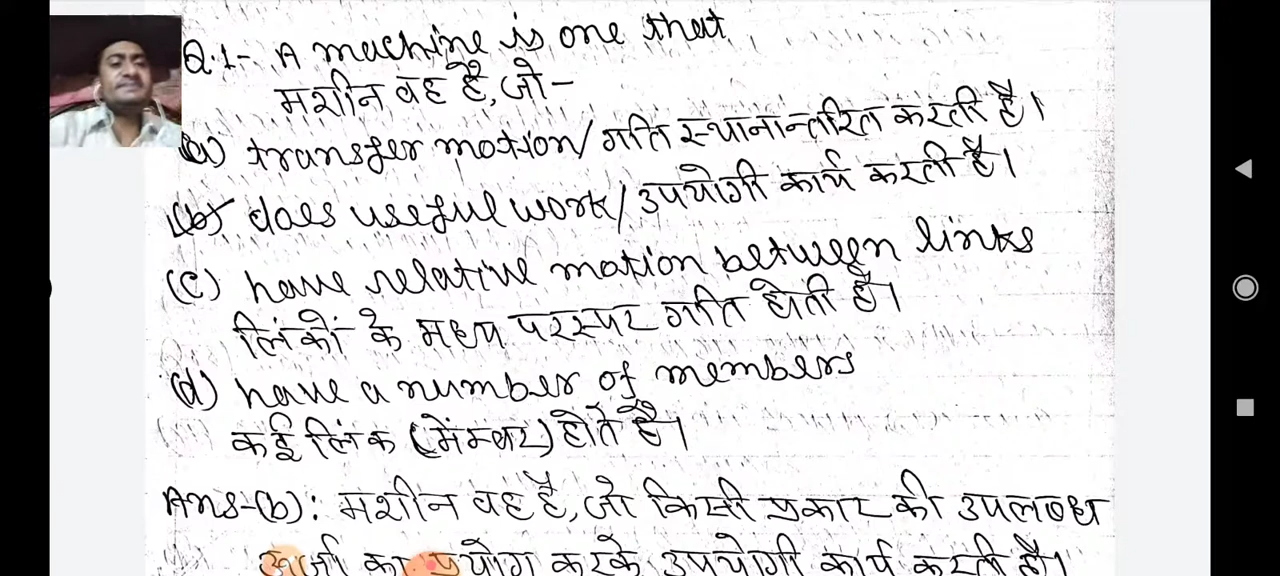 Q.1- A machine is one that
मशीन वह है, जो-
(a) transfer motion/गति स्थानान्तरित करती है।
(b) does useful work/उपयोगी कार्य करती है।
(c) have relative motion between links
लिंकों के मध्य परस्पर गति होती है।
(d) have a number of members
कई लिंक (मेम्बर) होते है।
Ans-(b): मशीन वह है, जो किसी प्रकार की उपलब्ध
ऊर्जा का प्रयोग करके उपयोगी कार्य करती है।